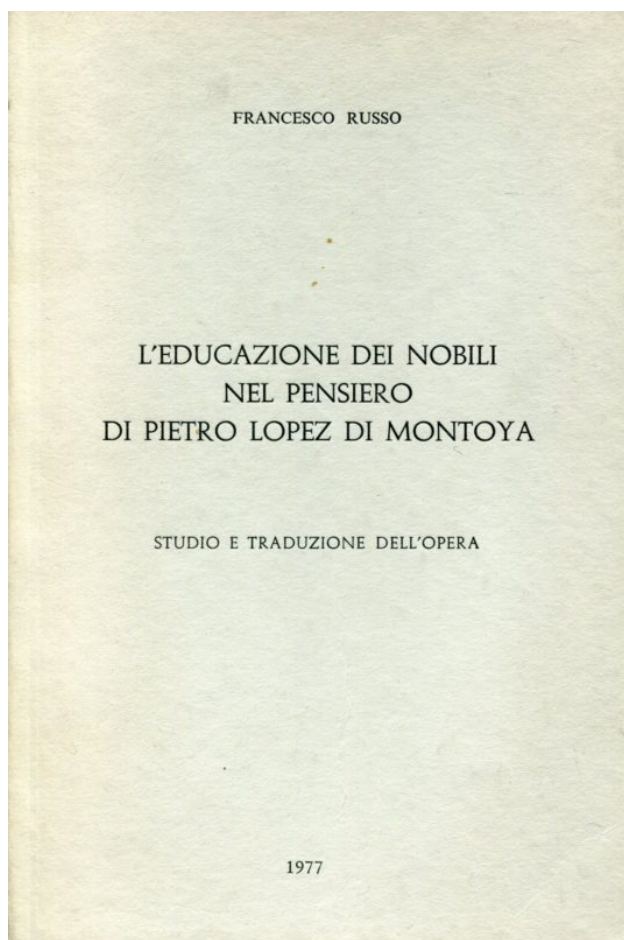 FRANCESCO RUSSO
L'EDUCAZIONE DEI NOBILI
NEL PENSIERO
DI PIETRO LOPEZ DI MONTOYA
STUDIO E TRADUZIONE DELL'OPERA
1977